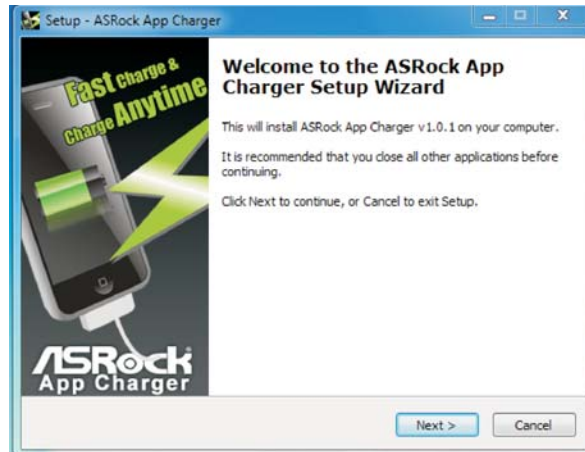 Setup - ASRock App Charger
Fast Charge &
Charge Anytime
ASRock
App Charger
Welcome to the ASRock App
Charger Setup Wizard
This will install ASRock App Charger v1.0.1 on your computer.
It is recommended that you close all other applications before
continuing.
Click Next to continue, or Cancel to exit Setup.
Next >
Cancel